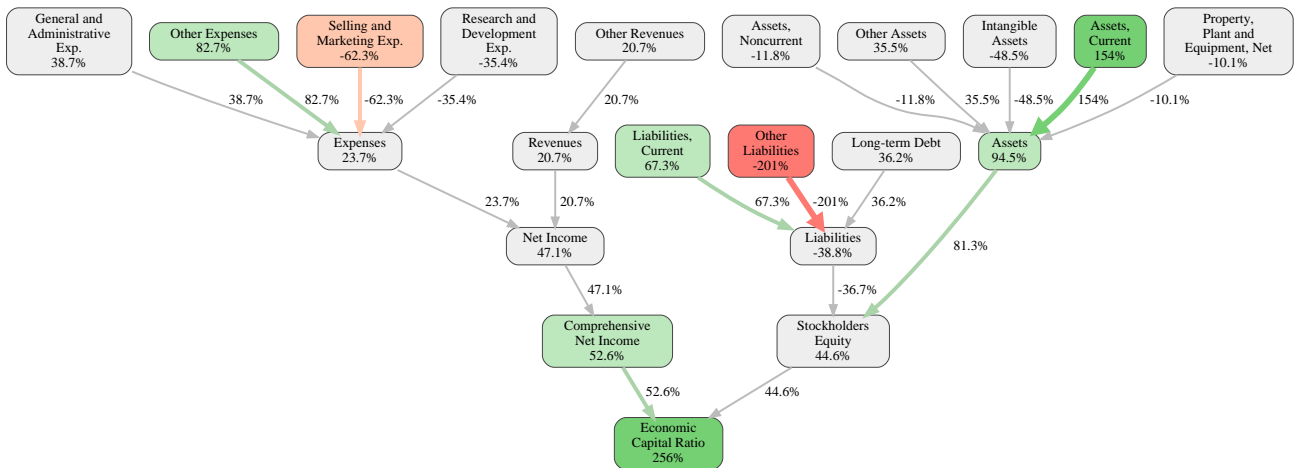 General and
Administrative
Exp.
38.7%
Other Expenses
82.7%
Selling and
Marketing Exp.
-62.3%
Research and
Development
Exp.
-35.4%
Other Revenues
20.7%
Assets,
Noncurrent
-11.8%
Other Assets
35.5%
Intangible
Assets
-48.5%
Assets,
Current
154%
Property,
Plant and
Equipment, Net
-10.1%
38.7%
82.7%
-62.3%
-35.4%
20.7%
-11.8%
35.5%
-48.5%
154%
-10.1%
Expenses
23.7%
Revenues
20.7%
Liabilities,
Current
67.3%
Other
Liabilities
-201%
Long-term Debt
36.2%
Assets
94.5%
23.7%
20.7%
67.3%
-201%
36.2%
Net Income
47.1%
Liabilities
-38.8%
81.3%
47.1%
-36.7%
Comprehensive
Net Income
52.6%
Stockholders
Equity
44.6%
52.6%
44.6%
Economic
Capital Ratio
256%